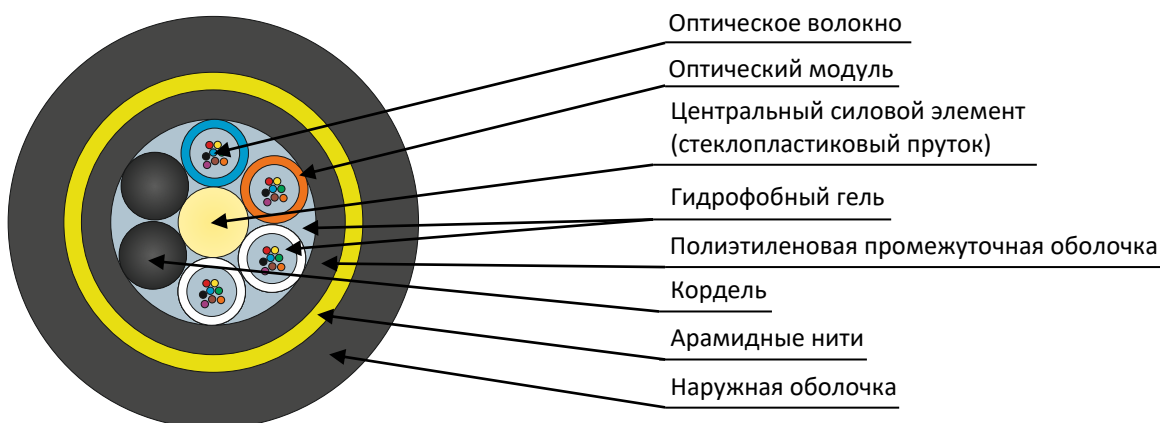 Оптическое волокно
Оптический модуль
Центральный силовой элемент
(стеклопластиковый пруток)
Гидрофобный гель
Полиэтиленовая промежуточная оболочка
Кордель
Арамидные нити
Наружная оболочка